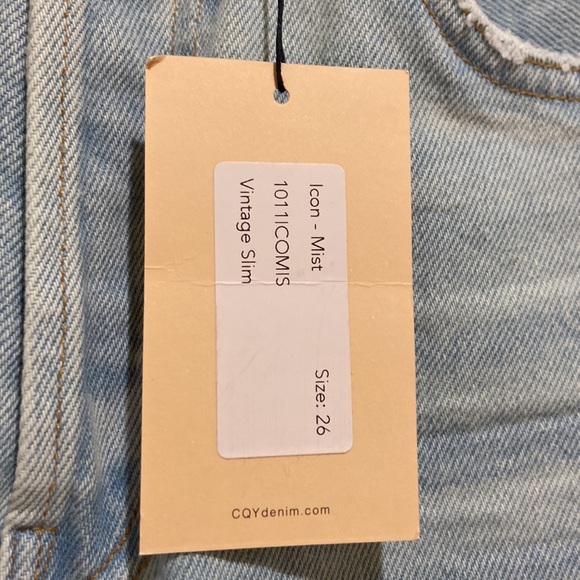 Icon - Mist Size: 26
1011ICOMIS
Vintage Slim
CQYdenim.com